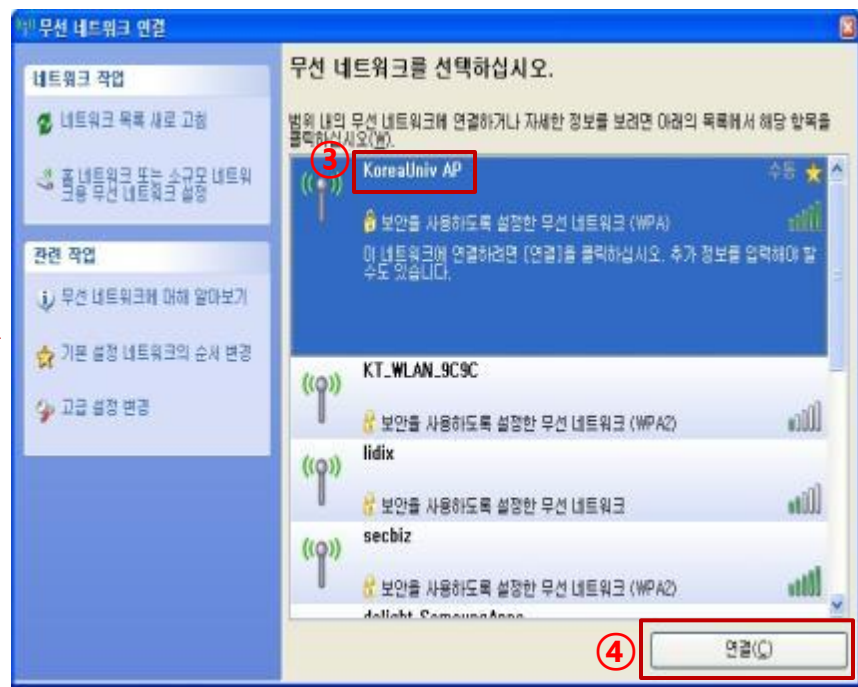 무선 네트워크 연결
네트워크 작업
네트워크 목록 새로 고침
홈 네트워크 또는 소규모 네트워
크용 무선 네트워크 설정
관련 작업
무선 네트워크에 대해 알아보기
기본 설정 네트워크의 순서 변경
고급 설정 변경
무선 네트워크를 선택하십시오.
범위 내의 무선 네트워크에 연결하거나 자세한 정보를 보려면 아래의 목록에서 해당 항목을
클릭하십시오(W).
③
KoreaUniv AP
수동
보안을 사용하도록 설정한 무선 네트워크 (WPA)
이 네트워크에 연결하려면 [연결]을 클릭하십시오. 추가 정보를 입력해야 할
수도 있습니다.
KT_WLAN_9C9C
보안을 사용하도록 설정한 무선 네트워크 (WPA2)
lidix
보안을 사용하도록 설정한 무선 네트워크
secbiz
보안을 사용하도록 설정한 무선 네트워크 (WPA2)
④
연결(C)